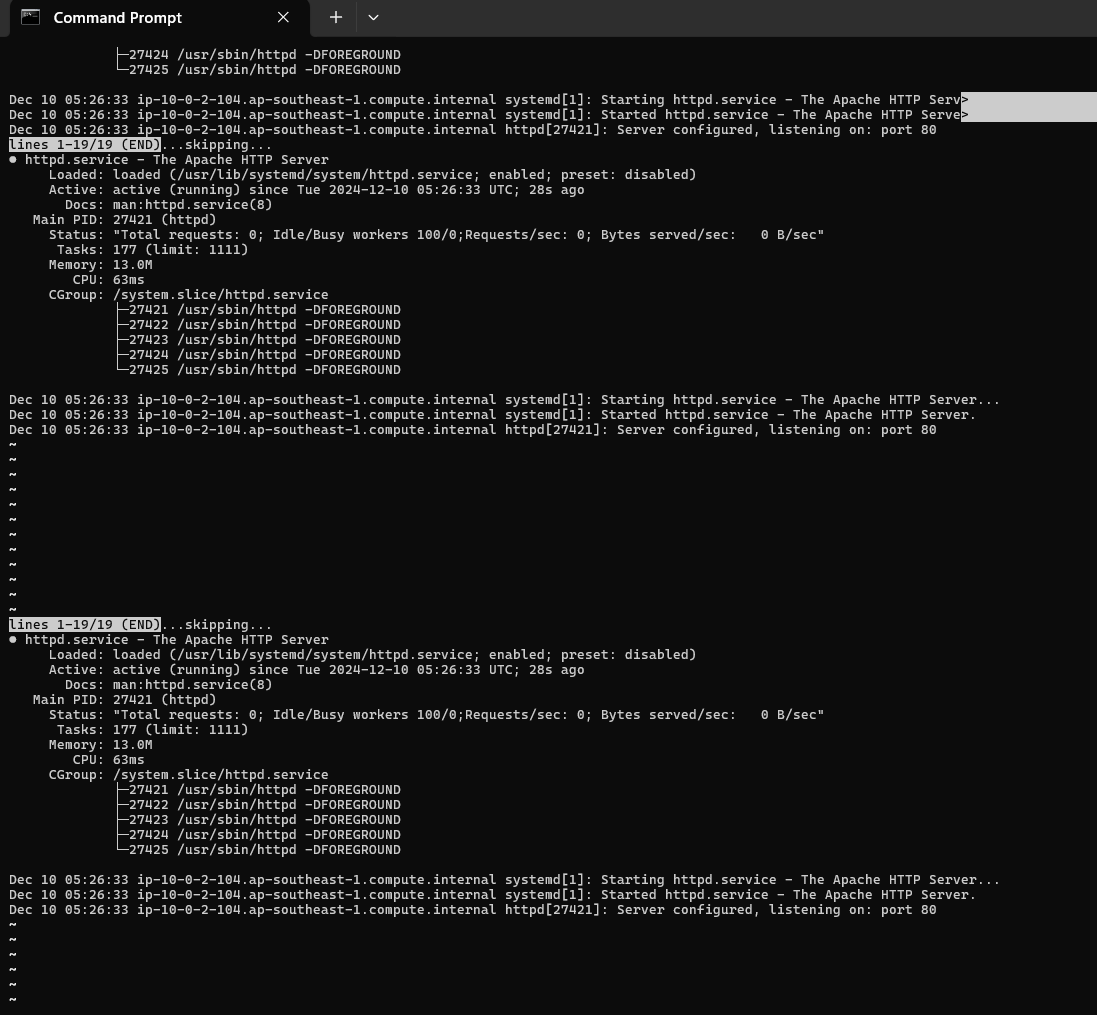 Command Prompt
├─27424 /usr/sbin/httpd -DFOREGROUND
└─27425 /usr/sbin/httpd -DFOREGROUND
Dec 10 05:26:33 ip-10-0-2-104.ap-southeast-1.compute.internal systemd[1]: Starting httpd.service - The Apache HTTP Serv>
Dec 10 05:26:33 ip-10-0-2-104.ap-southeast-1.compute.internal systemd[1]: Started httpd.service - The Apache HTTP Serve>
Dec 10 05:26:33 ip-10-0-2-104.ap-southeast-1.compute.internal httpd[27421]: Server configured, listening on: port 80
lines 1-19/19 (END)...skipping...
● httpd.service - The Apache HTTP Server
Loaded: loaded (/usr/lib/systemd/system/httpd.service; enabled; preset: disabled)
Active: active (running) since Tue 2024-12-10 05:26:33 UTC; 28s ago
Docs: man:httpd.service(8)
Main PID: 27421 (httpd)
Status: "Total requests: 0; Idle/Busy workers 100/0;Requests/sec: 0; Bytes served/sec:   0 B/sec"
Tasks: 177 (limit: 1111)
Memory: 13.0M
CPU: 63ms
CGroup: /system.slice/httpd.service
├─27421 /usr/sbin/httpd -DFOREGROUND
├─27422 /usr/sbin/httpd -DFOREGROUND
├─27423 /usr/sbin/httpd -DFOREGROUND
├─27424 /usr/sbin/httpd -DFOREGROUND
└─27425 /usr/sbin/httpd -DFOREGROUND
Dec 10 05:26:33 ip-10-0-2-104.ap-southeast-1.compute.internal systemd[1]: Starting httpd.service - The Apache HTTP Server...
Dec 10 05:26:33 ip-10-0-2-104.ap-southeast-1.compute.internal systemd[1]: Started httpd.service - The Apache HTTP Server.
Dec 10 05:26:33 ip-10-0-2-104.ap-southeast-1.compute.internal httpd[27421]: Server configured, listening on: port 80
~
~
~
~
~
~
~
~
~
~
~
~
lines 1-19/19 (END)...skipping...
● httpd.service - The Apache HTTP Server
Loaded: loaded (/usr/lib/systemd/system/httpd.service; enabled; preset: disabled)
Active: active (running) since Tue 2024-12-10 05:26:33 UTC; 28s ago
Docs: man:httpd.service(8)
Main PID: 27421 (httpd)
Status: "Total requests: 0; Idle/Busy workers 100/0;Requests/sec: 0; Bytes served/sec:   0 B/sec"
Tasks: 177 (limit: 1111)
Memory: 13.0M
CPU: 63ms
CGroup: /system.slice/httpd.service
├─27421 /usr/sbin/httpd -DFOREGROUND
├─27422 /usr/sbin/httpd -DFOREGROUND
├─27423 /usr/sbin/httpd -DFOREGROUND
├─27424 /usr/sbin/httpd -DFOREGROUND
└─27425 /usr/sbin/httpd -DFOREGROUND
Dec 10 05:26:33 ip-10-0-2-104.ap-southeast-1.compute.internal systemd[1]: Starting httpd.service - The Apache HTTP Server...
Dec 10 05:26:33 ip-10-0-2-104.ap-southeast-1.compute.internal systemd[1]: Started httpd.service - The Apache HTTP Server.
Dec 10 05:26:33 ip-10-0-2-104.ap-southeast-1.compute.internal httpd[27421]: Server configured, listening on: port 80
~
~
~
~
~
~